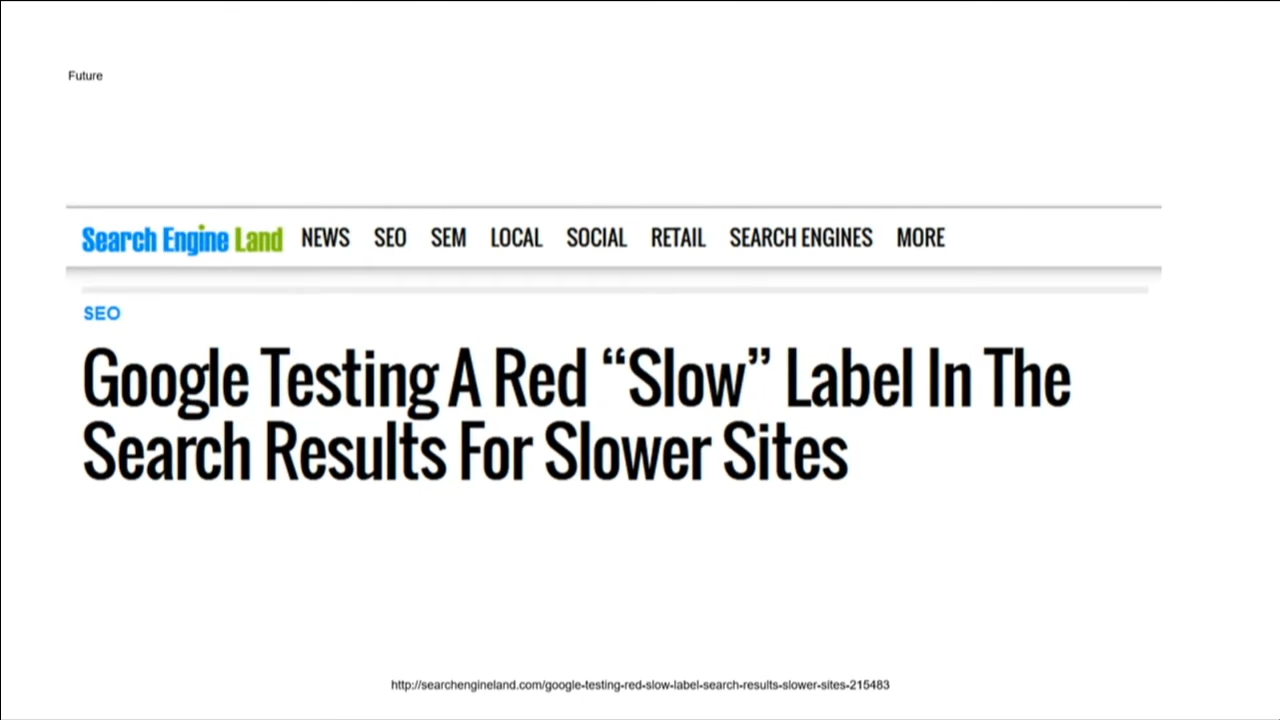 Future
Search Engine Land NEWS SEO SEM LOCAL SOCIAL RETAIL SEARCH ENGINES MORE
SEO
Google Testing A Red “Slow” Label In The
Search Results For Slower Sites
http://searchengineland.com/google-testing-red-slow-label-search-results-slower-sites-215483